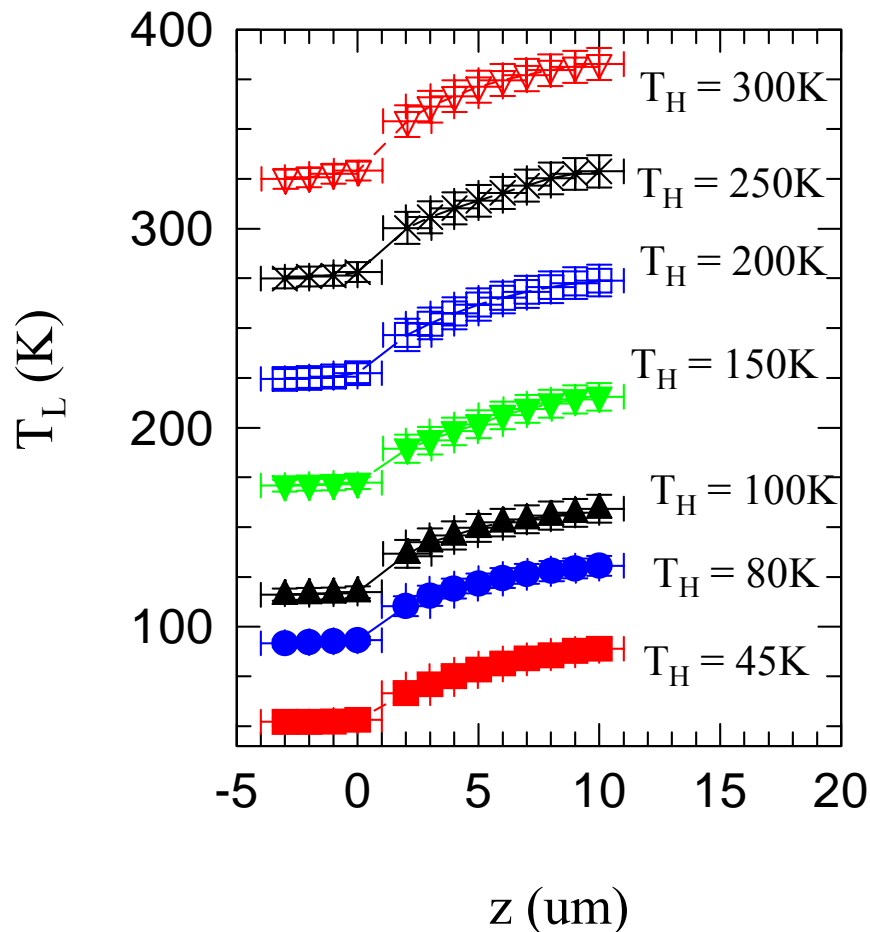 400
T_H = 300K
T_H = 250K
300
T_H = 200K
T_H = 150K
T_L (K)
200
T_H = 100K
T_H = 80K
100
T_H = 45K
-5 0 5 10 15 20
z (um)